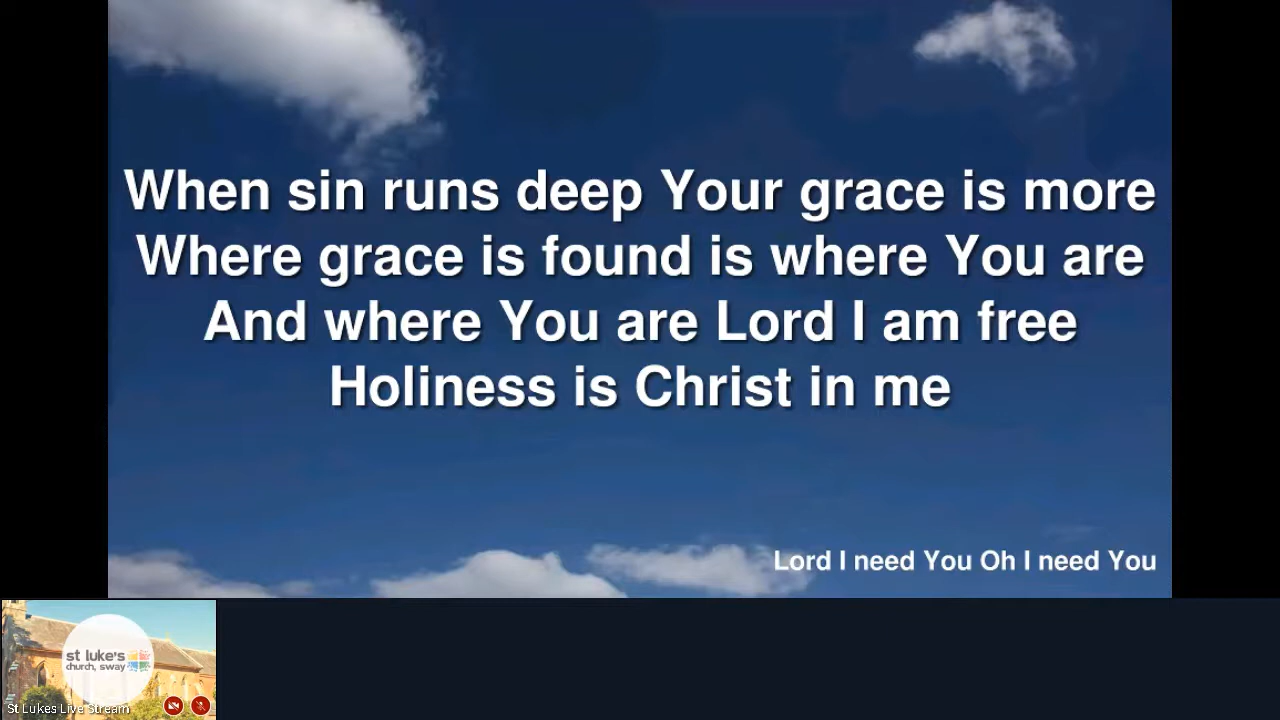 When sin runs deep Your grace is more
Where grace is found is where You are
And where You are Lord I am free
Holiness is Christ in me
Lord I need You Oh I need You
st luke's
church, sway
St Lukes Live Stream